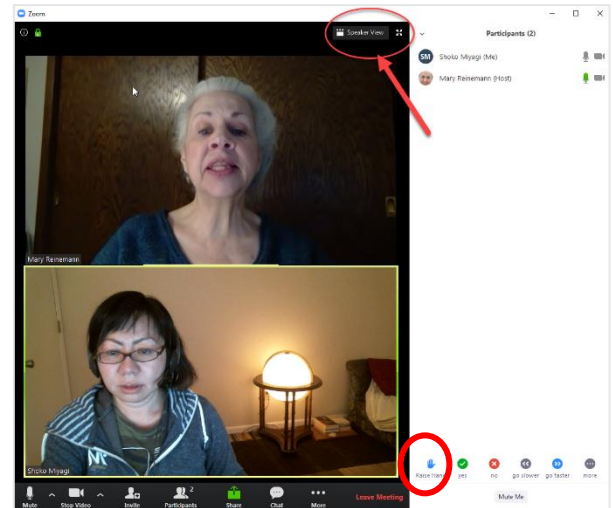 Zoom
Speaker View
Participants (2)
SM Shoko Miyagi (Me)
Mary Reinemann (Host)
Mary Reinemann
Shoko Miyagi
Raise Hand yes no go slower go faster more
Mute Stop Video Invite Participants 2 Share Chat More Leave Meeting
Mute Me